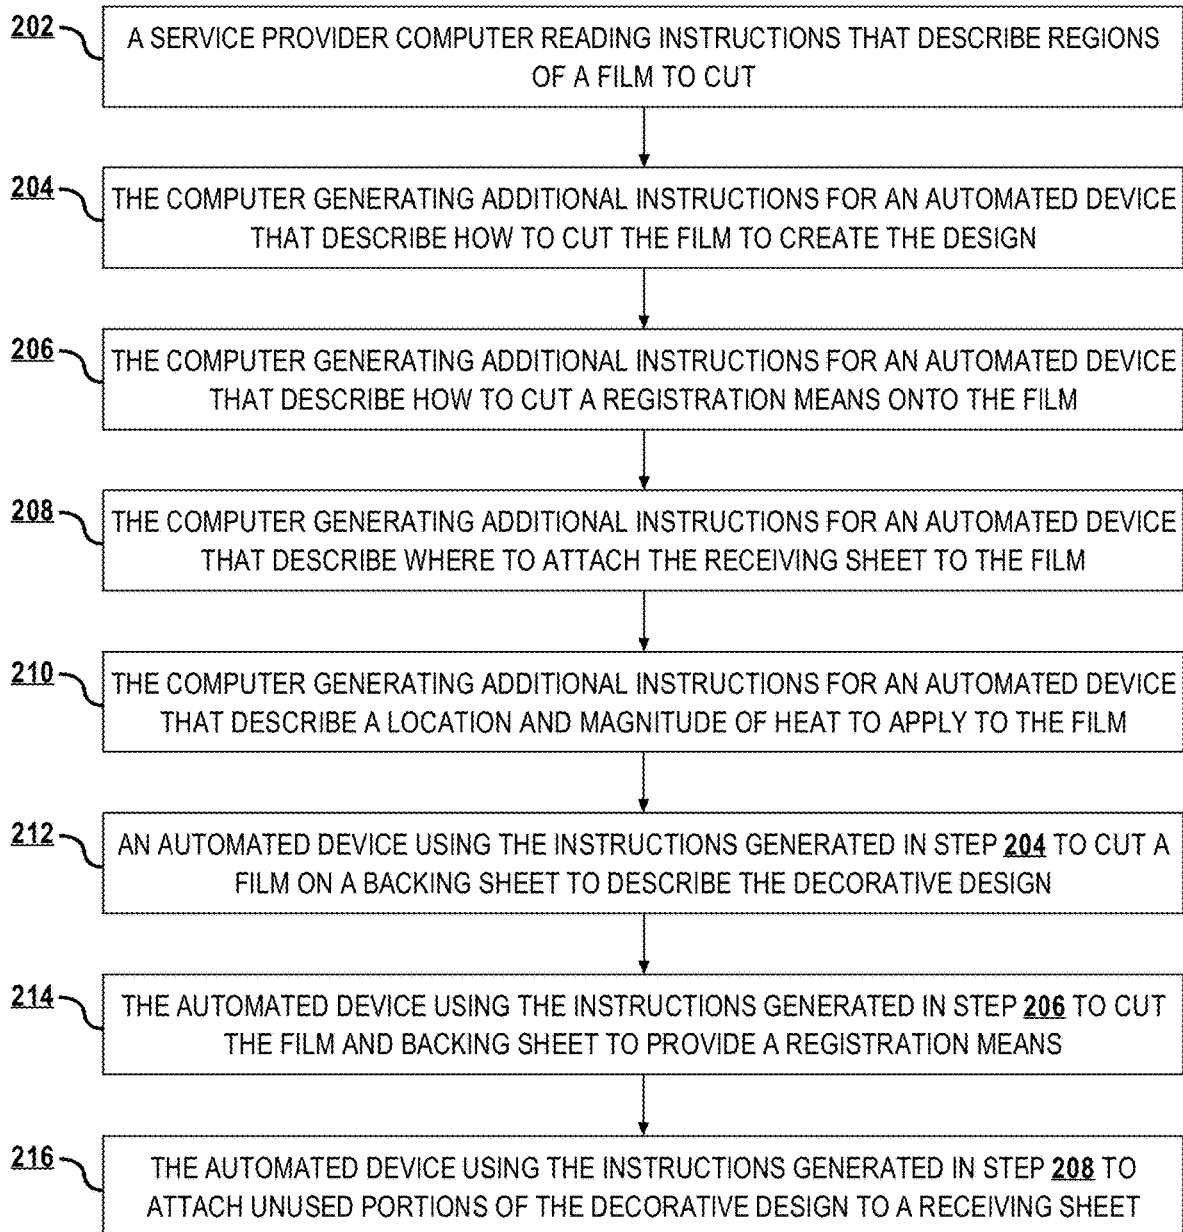 202
A SERVICE PROVIDER COMPUTER READING INSTRUCTIONS THAT DESCRIBE REGIONS
OF A FILM TO CUT
204
THE COMPUTER GENERATING ADDITIONAL INSTRUCTIONS FOR AN AUTOMATED DEVICE
THAT DESCRIBE HOW TO CUT THE FILM TO CREATE THE DESIGN
206
THE COMPUTER GENERATING ADDITIONAL INSTRUCTIONS FOR AN AUTOMATED DEVICE
THAT DESCRIBE HOW TO CUT A REGISTRATION MEANS ONTO THE FILM
208
THE COMPUTER GENERATING ADDITIONAL INSTRUCTIONS FOR AN AUTOMATED DEVICE
THAT DESCRIBE WHERE TO ATTACH THE RECEIVING SHEET TO THE FILM
210
THE COMPUTER GENERATING ADDITIONAL INSTRUCTIONS FOR AN AUTOMATED DEVICE
THAT DESCRIBE A LOCATION AND MAGNITUDE OF HEAT TO APPLY TO THE FILM
212
AN AUTOMATED DEVICE USING THE INSTRUCTIONS GENERATED IN STEP 204 TO CUT A
FILM ON A BACKING SHEET TO DESCRIBE THE DECORATIVE DESIGN
214
THE AUTOMATED DEVICE USING THE INSTRUCTIONS GENERATED IN STEP 206 TO CUT
THE FILM AND BACKING SHEET TO PROVIDE A REGISTRATION MEANS
216
THE AUTOMATED DEVICE USING THE INSTRUCTIONS GENERATED IN STEP 208 TO
ATTACH UNUSED PORTIONS OF THE DECORATIVE DESIGN TO A RECEIVING SHEET